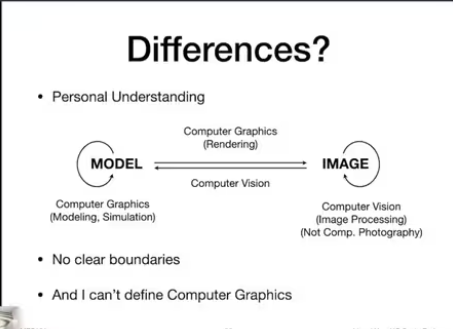 Differences?
• Personal Understanding
Computer Graphics
(Rendering)
MODEL
IMAGE
Computer Vision
Computer Graphics
(Modeling, Simulation)
Computer Vision
(Image Processing)
(Not Comp. Photography)
• No clear boundaries
• And I can't define Computer Graphics